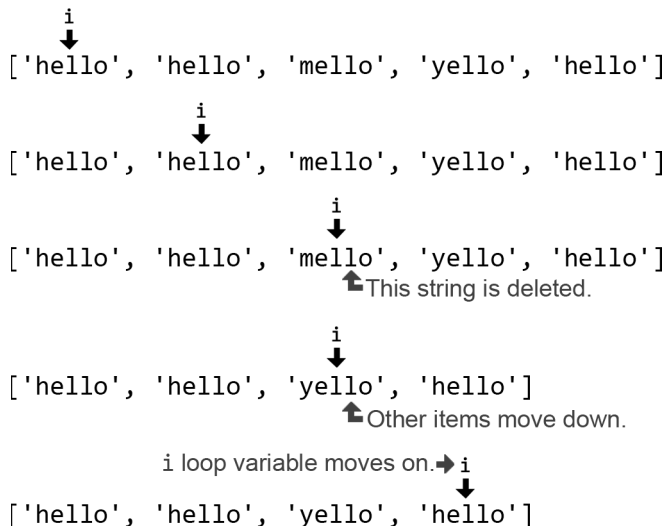 i
['hello', 'hello', 'mello', 'yello', 'hello']
i
['hello', 'hello', 'mello', 'yello', 'hello']
i
['hello', 'hello', 'mello', 'yello', 'hello']
This string is deleted.
i
['hello', 'hello', 'yello', 'hello']
Other items move down.
i loop variable moves on. i
['hello', 'hello', 'yello', 'hello']